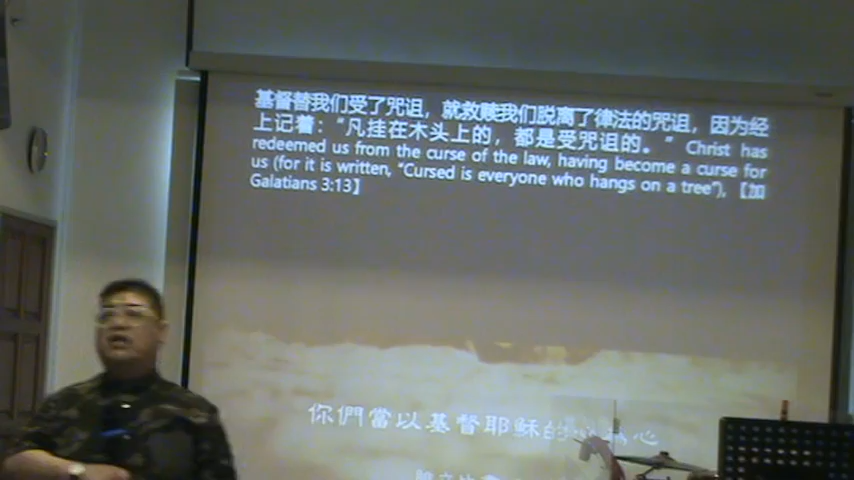 基督替我们受了咒诅，就救赎我们脱离了律法的咒诅，因为经
上记着：“凡挂在木头上的，都是受咒诅的。” Christ has
redeemed us from the curse of the law, having become a curse for
us (for it is written, “Cursed is everyone who hangs on a tree”),【加
Galatians 3:13】
你們當以基督耶穌的心為心